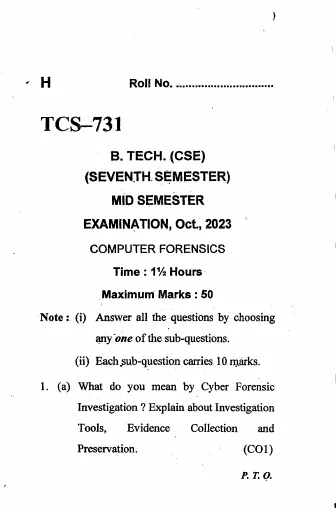 H Roll No. ................................
TCS–731
B. TECH. (CSE)
(SEVENTH SEMESTER)
MID SEMESTER
EXAMINATION, Oct., 2023
COMPUTER FORENSICS
Time : 1½ Hours
Maximum Marks : 50
Note : (i) Answer all the questions by choosing
any one of the sub-questions.
(ii) Each sub-question carries 10 marks.
1. (a) What do you mean by Cyber Forensic
Investigation ? Explain about Investigation
Tools, Evidence Collection and
Preservation. (CO1)
P. T. O.